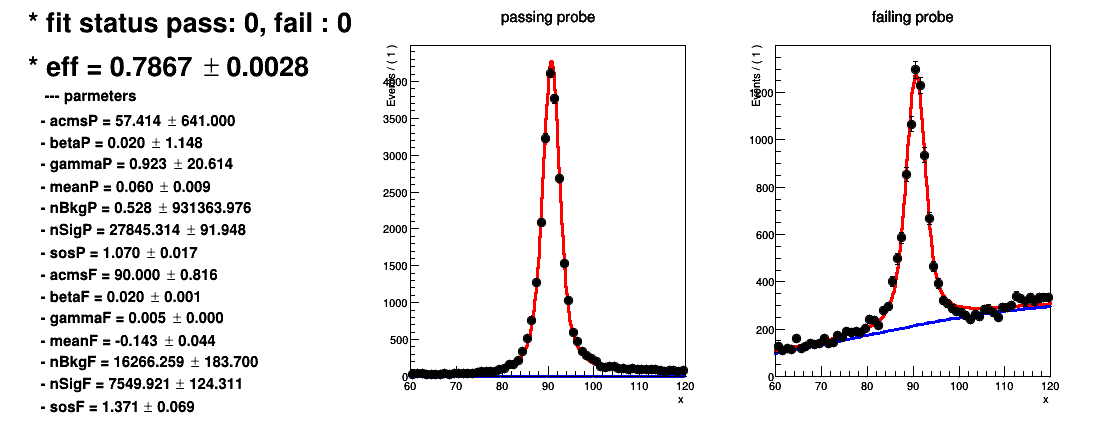 * fit status pass: 0, fail : 0
* eff = 0.7867 ± 0.0028
--- parmeters
- acmsP = 57.414 ± 641.000
- betaP = 0.020 ± 1.148
- gammaP = 0.923 ± 20.614
- meanP = 0.060 ± 0.009
- nBkgP = 0.528 ± 931363.976
- nSigP = 27845.314 ± 91.948
- sosP = 1.070 ± 0.017
- acmsF = 90.000 ± 0.816
- betaF = 0.020 ± 0.001
- gammaF = 0.005 ± 0.000
- meanF = -0.143 ± 0.044
- nBkgF = 16266.259 ± 183.700
- nSigF = 7549.921 ± 124.311
- sosF = 1.371 ± 0.069
passing probe
Events / ( 1 )
4000
3500
3000
2500
2000
1500
1000
500
0
60 70 80 90 100 110 120
x
failing probe
Events / ( 1 )
1200
1000
800
600
400
200
0
60 70 80 90 100 110 120
x